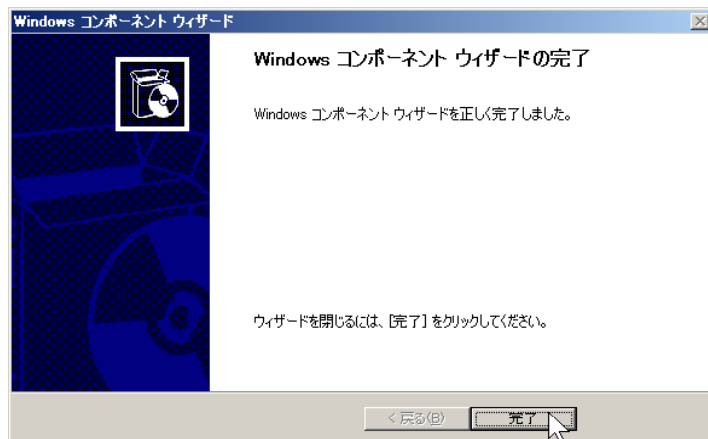 Windows コンポーネント ウィザード
Windows コンポーネント ウィザードの完了
Windows コンポーネント ウィザードを正しく完了しました。
ウィザードを閉じるには、[完了] をクリックしてください。
< 戻る(B)
完了